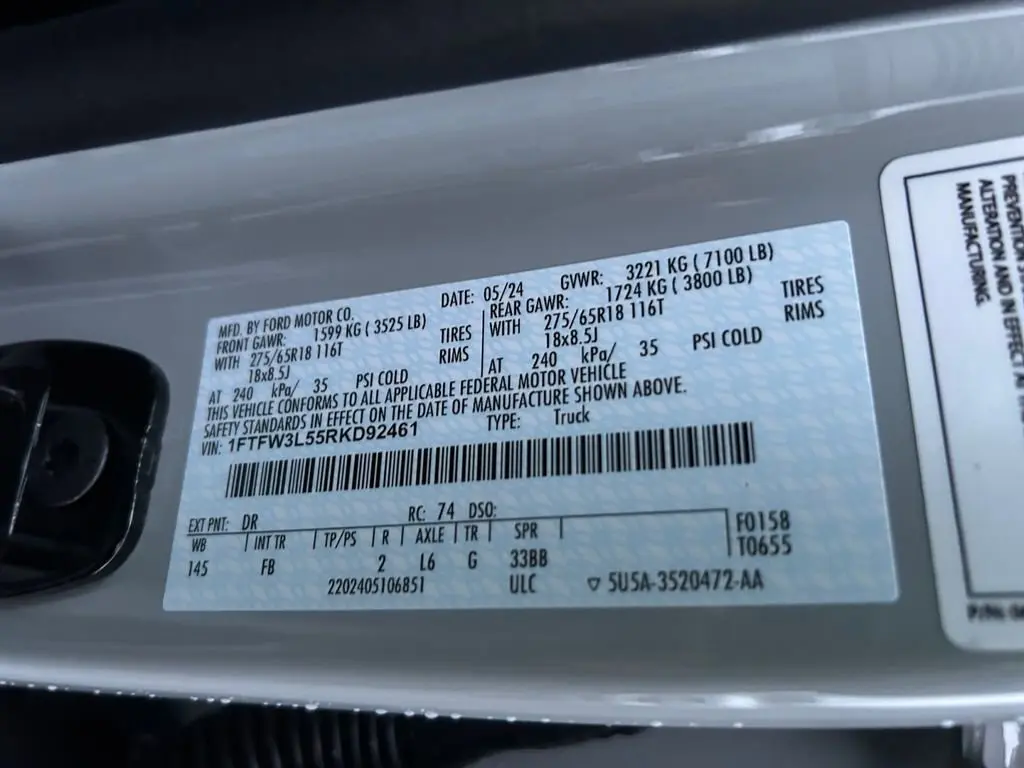 MFD. BY FORD MOTOR CO. DATE: 05/24 GVWR: 3221 KG ( 7100 LB)
FRONT GAWR: 1599 KG ( 3525 LB) REAR GAWR: 1724 KG ( 3800 LB)
WITH 275/65R18 116T TIRES WITH 275/65R18 116T TIRES
18x8.5J RIMS 18x8.5J RIMS
AT 240 kPa/ 35 PSI COLD AT 240 kPa/ 35 PSI COLD
THIS VEHICLE CONFORMS TO ALL APPLICABLE FEDERAL MOTOR VEHICLE
SAFETY STANDARDS IN EFFECT ON THE DATE OF MANUFACTURE SHOWN ABOVE.
VIN: 1FTFW3L55RKD92461 TYPE: Truck
EXT PNT: DR RC: 74 DSO:
WB INT TR TP/PS R AXLE TR SPR F0158
145 FB 2 L6 G 33BB T0655
2202405106851 ULC 5U5A-3520472-AA
PREVENTION
ALTERATION AND IN EFFECT
MANUFACTURING.